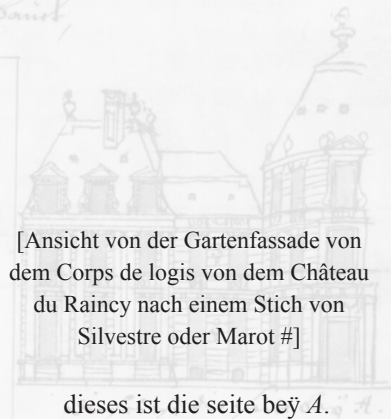 [Ansicht von der Gartenfassade von
dem Corps de logis von dem Château
du Raincy nach einem Stich von
Silvestre oder Marot #]
dieses ist die seite beÿ A.